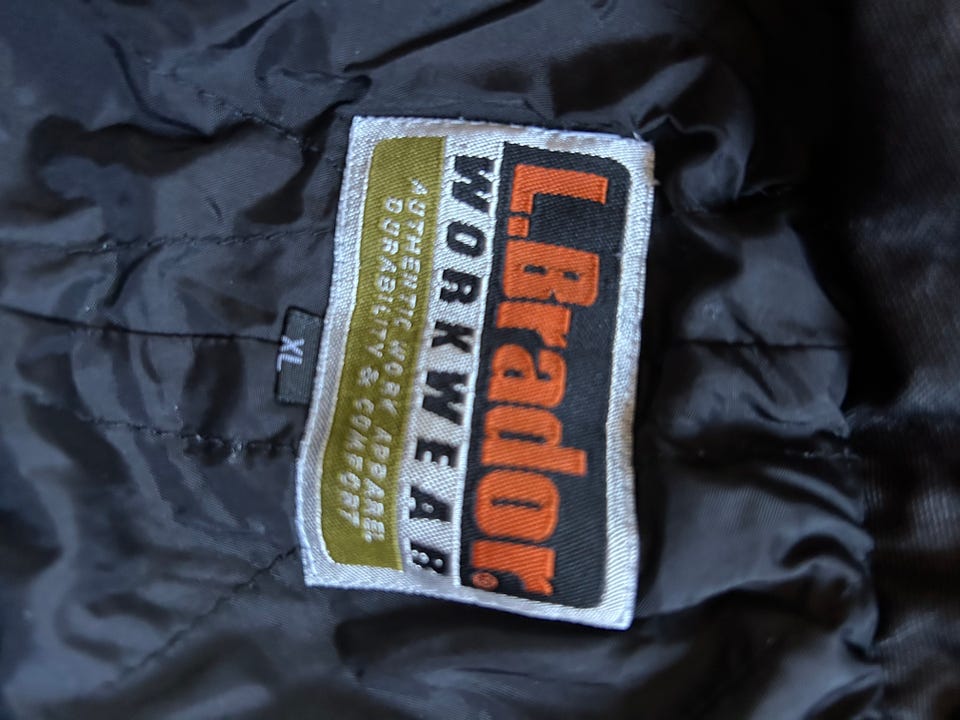 L.Brador®
WORKWEAR
AUTHENTIC WORK APPAREL
DURABILITY & COMFORT
XL